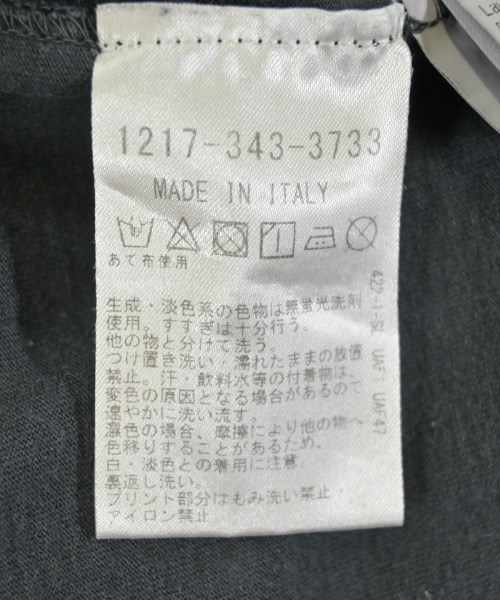 1217-343-3733
MADE IN ITALY
あて布使用
生成・淡色系の色物は無蛍光洗剤
使用。すすぎは十分行う。
他の物と分けて洗う。
つけ置き洗い・濡れたままの放置
禁止。汗・飲料水等の付着物は、
変色の原因となる場合があるので
速やかに洗い流す。
濃色の場合、摩擦により他の物へ
色移りすることがあるため、
白・淡色との着用に注意。
裏返し洗い。
プリント部分はもみ洗い禁止・
アイロン禁止
UAF47